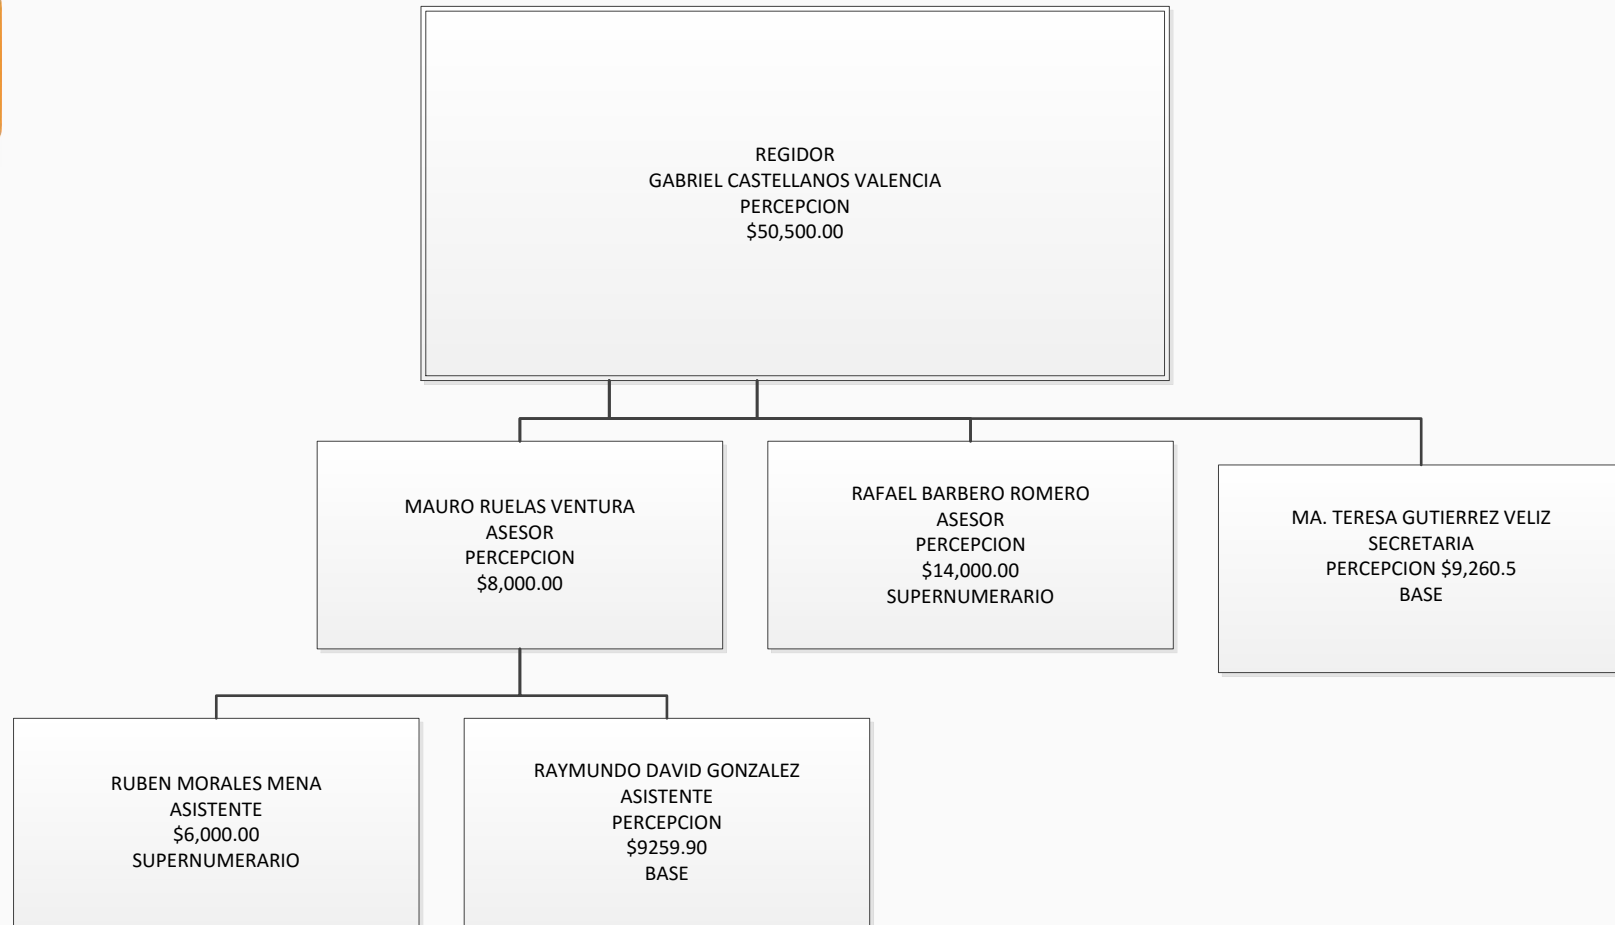 REGIDOR
GABRIEL CASTELLANOS VALENCIA
PERCEPCION
$50,500.00
MAURO RUELAS VENTURA
ASESOR
PERCEPCION
$8,000.00
RAFAEL BARBERO ROMERO
ASESOR
PERCEPCION
$14,000.00
SUPERNUMERARIO
MA. TERESA GUTIERREZ VELIZ
SECRETARIA
PERCEPCION $9,260.5
BASE
RUBEN MORALES MENA
ASISTENTE
$6,000.00
SUPERNUMERARIO
RAYMUNDO DAVID GONZALEZ
ASISTENTE
PERCEPCION
$9259.90
BASE